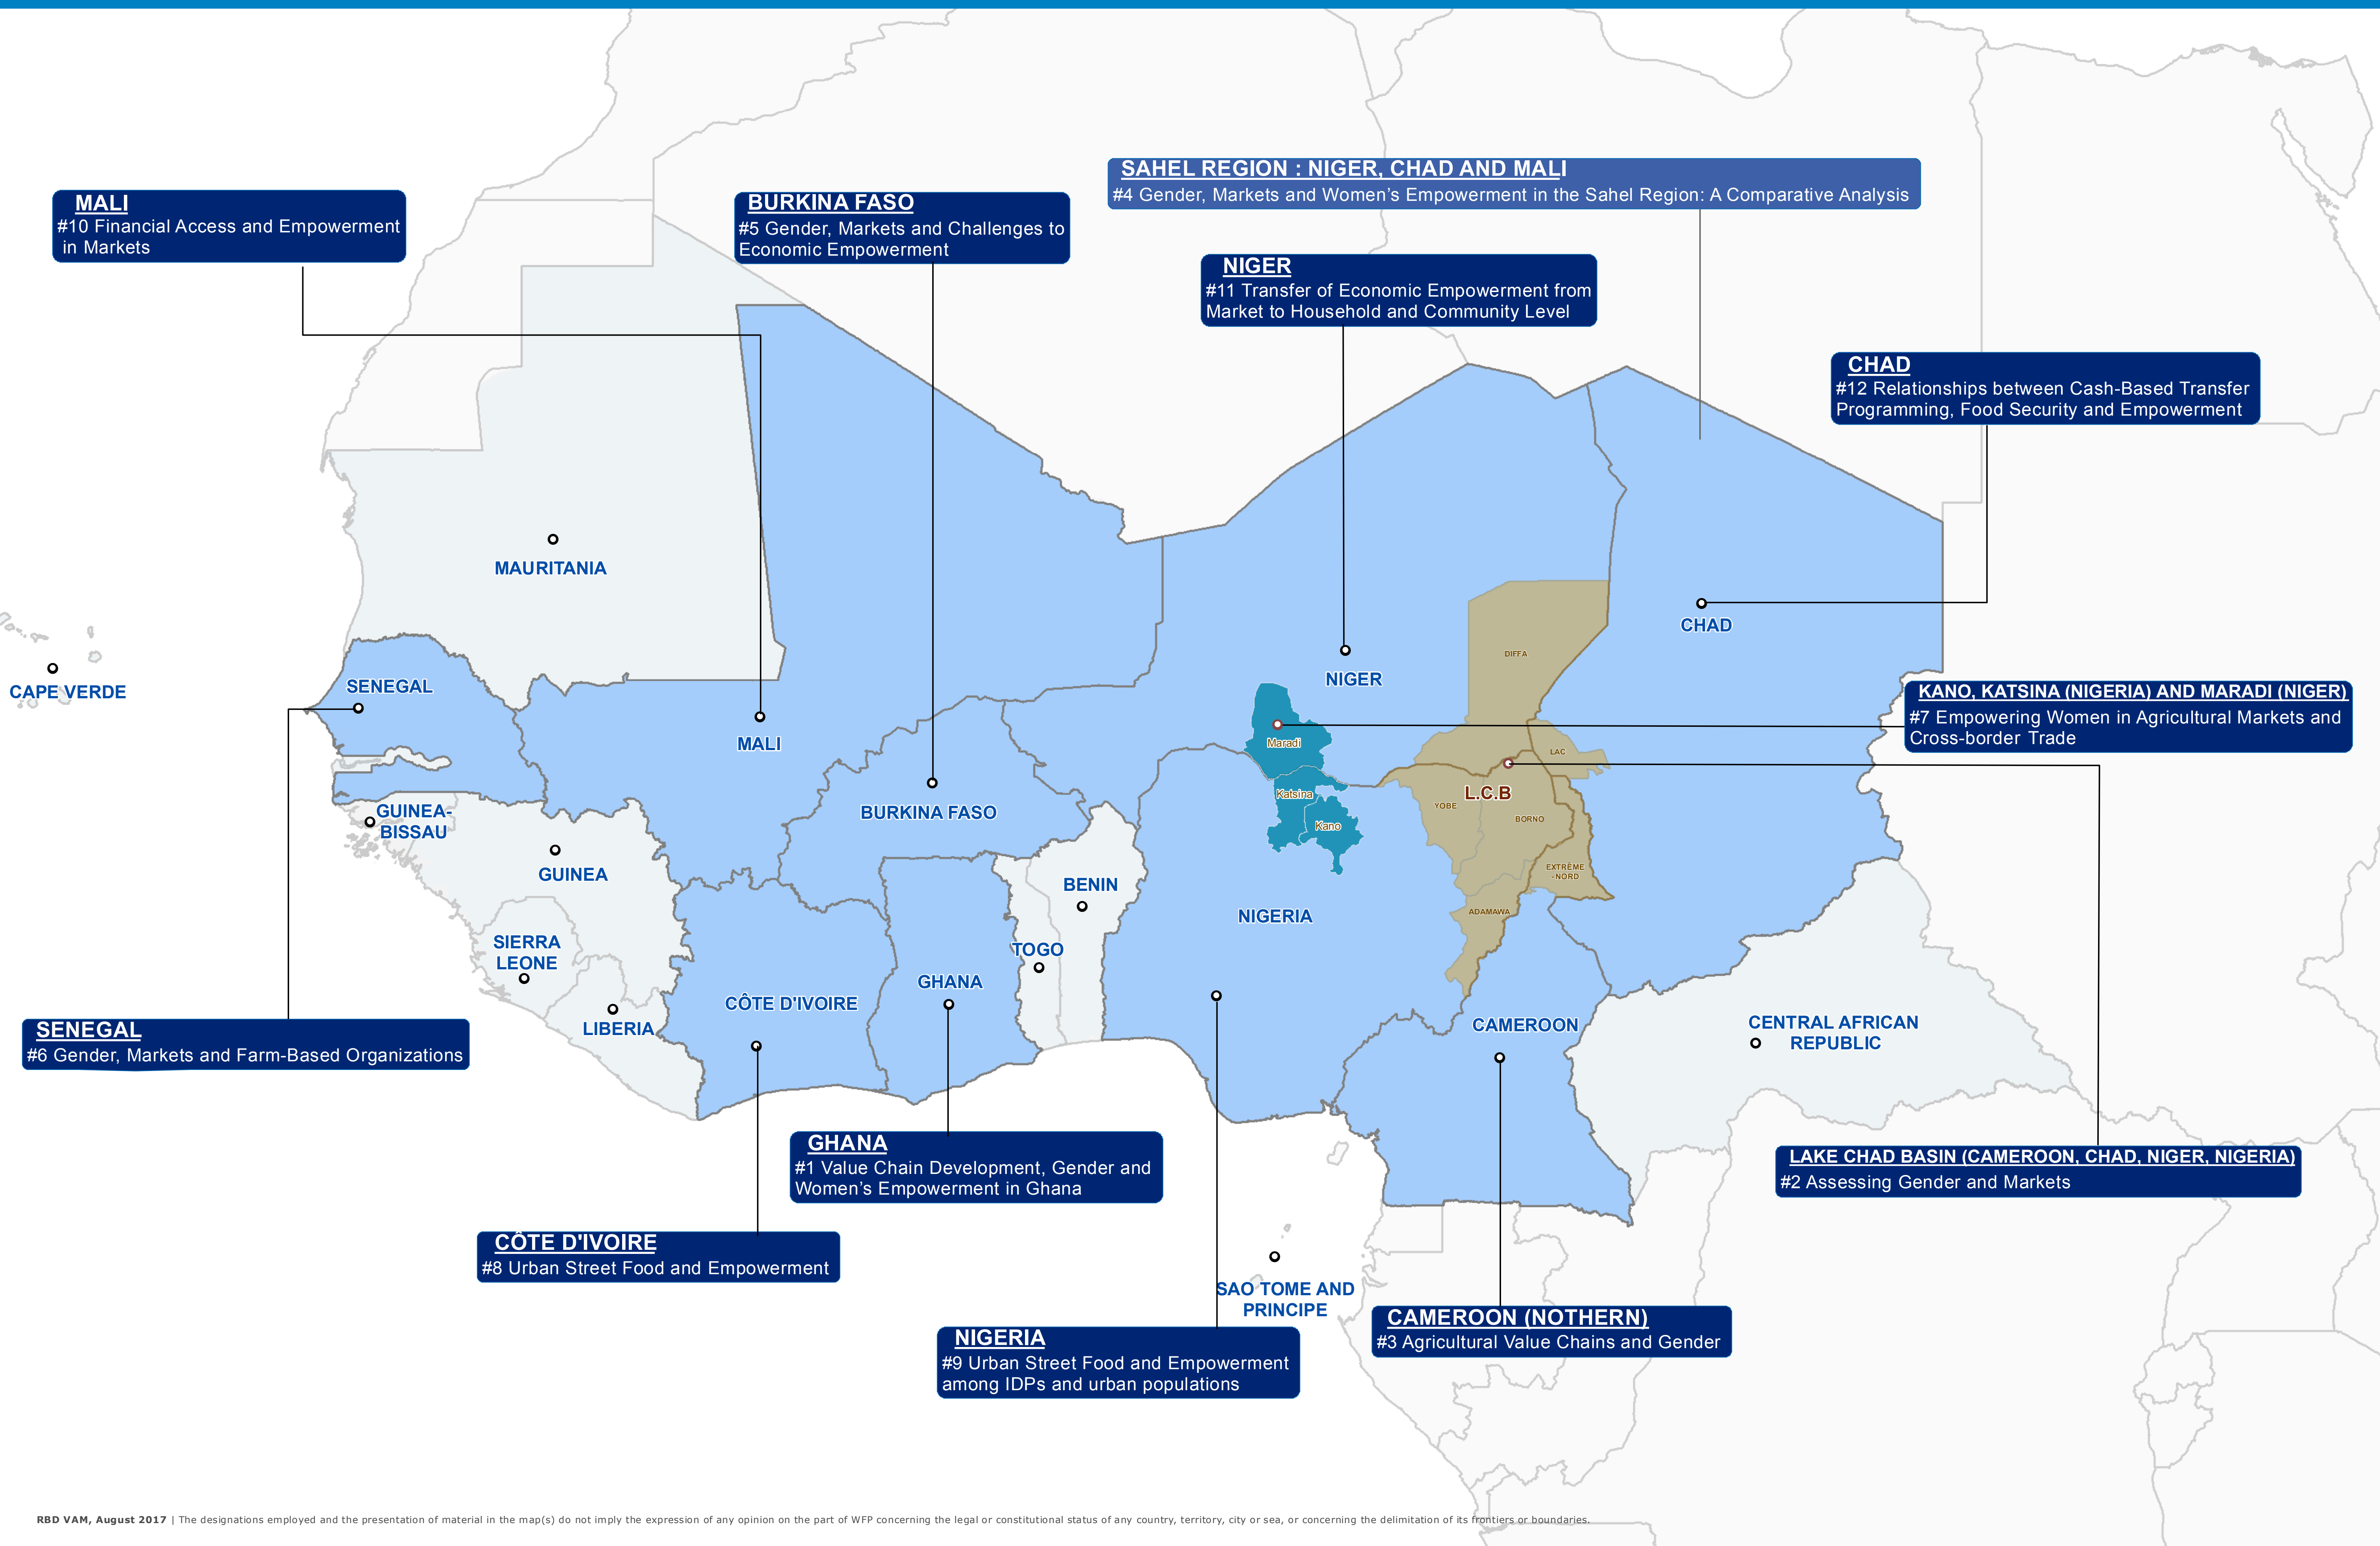 SAHEL REGION : NIGER, CHAD AND MALI
#4 Gender, Markets and Women’s Empowerment in the Sahel Region: A Comparative Analysis
MALI
#10 Financial Access and Empowerment
in Markets
BURKINA FASO
#5 Gender, Markets and Challenges to
Economic Empowerment
NIGER
#11 Transfer of Economic Empowerment from
Market to Household and Community Level
CHAD
#12 Relationships between Cash-Based Transfer
Programming, Food Security and Empowerment
MAURITANIA
CHAD
DIFFA
NIGER
CAPE VERDE
SENEGAL
KANO, KATSINA (NIGERIA) AND MARADI (NIGER)
#7 Empowering Women in Agricultural Markets and
Cross-border Trade
MALI
Maradi
LAC
Katsina
L.C.B
YOBE
BORNO
Kano
GUINEA-
BISSAU
BURKINA FASO
GUINEA
EXTRÈME
-NORD
BENIN
ADAMAWA
NIGERIA
SIERRA
LEONE
TOGO
GHANA
CÔTE D'IVOIRE
LIBERIA
CAMEROON
CENTRAL AFRICAN
REPUBLIC
SENEGAL
#6 Gender, Markets and Farm-Based Organizations
GHANA
#1 Value Chain Development, Gender and
Women’s Empowerment in Ghana
LAKE CHAD BASIN (CAMEROON, CHAD, NIGER, NIGERIA)
#2 Assessing Gender and Markets
CÔTE D'IVOIRE
#8 Urban Street Food and Empowerment
SAO TOME AND
PRINCIPE
CAMEROON (NOTHERN)
#3 Agricultural Value Chains and Gender
NIGERIA
#9 Urban Street Food and Empowerment
among IDPs and urban populations
RBD VAM, August 2017 | The designations employed and the presentation of material in the map(s) do not imply the expression of any opinion on the part of WFP concerning the legal or constitutional status of any country, territory, city or sea, or concerning the delimitation of its frontiers or boundaries.